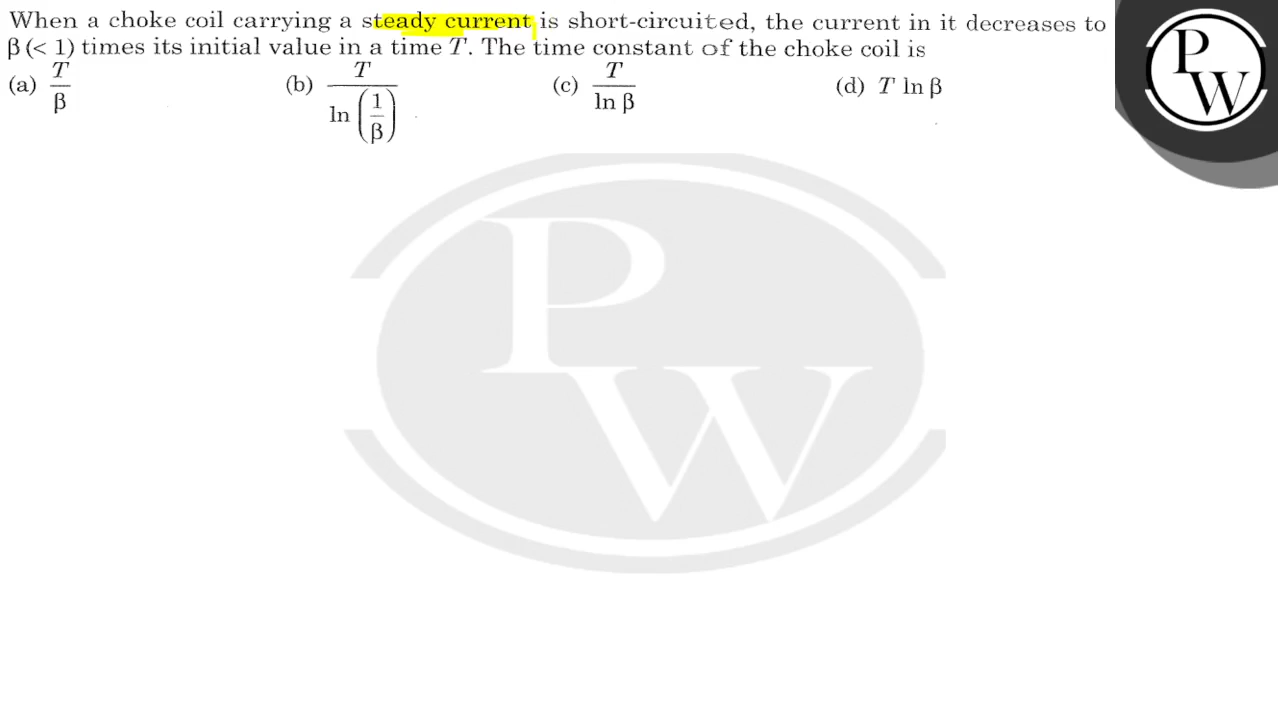 When a choke coil carrying a steady current is short-circuited, the current in it decreases to
β (< 1) times its initial value in a time T. The time constant of the choke coil is
(a) T/β (b) T/ln(1/β) (c) T/ln β (d) T ln β
PW
PW